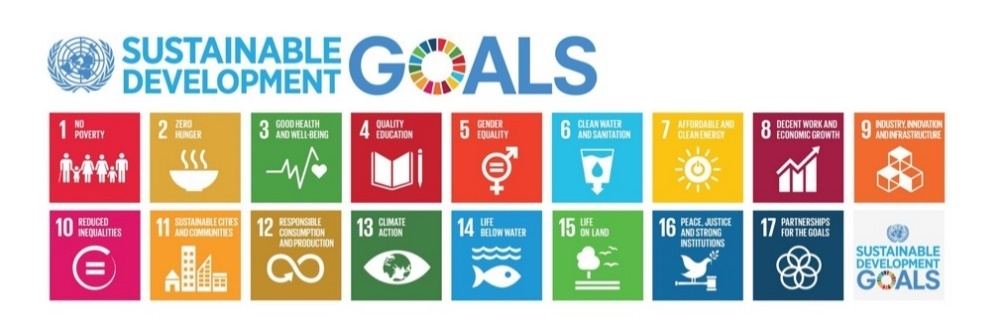 SUSTAINABLE
DEVELOPMENT
GOALS
1 NO
POVERTY
2 ZERO
HUNGER
3 GOOD HEALTH
AND WELL-BEING
4 QUALITY
EDUCATION
5 GENDER
EQUALITY
6 CLEAN WATER
AND SANITATION
7 AFFORDABLE AND
CLEAN ENERGY
8 DECENT WORK AND
ECONOMIC GROWTH
9 INDUSTRY, INNOVATION
AND INFRASTRUCTURE
10 REDUCED
INEQUALITIES
11 SUSTAINABLE CITIES
AND COMMUNITIES
12 RESPONSIBLE
CONSUMPTION
AND PRODUCTION
13 CLIMATE
ACTION
14 LIFE
BELOW WATER
15 LIFE
ON LAND
16 PEACE, JUSTICE
AND STRONG
INSTITUTIONS
17 PARTNERSHIPS
FOR THE GOALS
SUSTAINABLE
DEVELOPMENT
GOALS